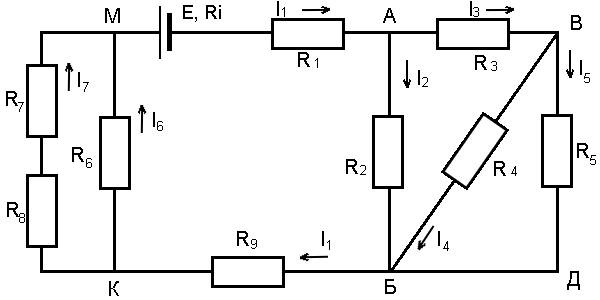 М E, Ri I1 А I3 В
R1 R3
R7 I7 I2 I5
I6
R6 R2 R4 R5
R8
R9 I1 I4
К Б Д